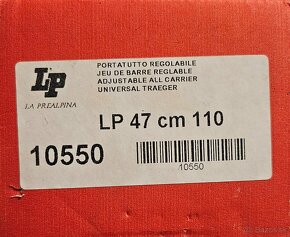 LP
LA PREALPINA
PORTATUTTO REGOLABILE
JEU DE BARRE REGLABLE
ADJUSTABLE ALL CARRIER
UNIVERSAL TRAEGER
LP 47 cm 110
10550
10550